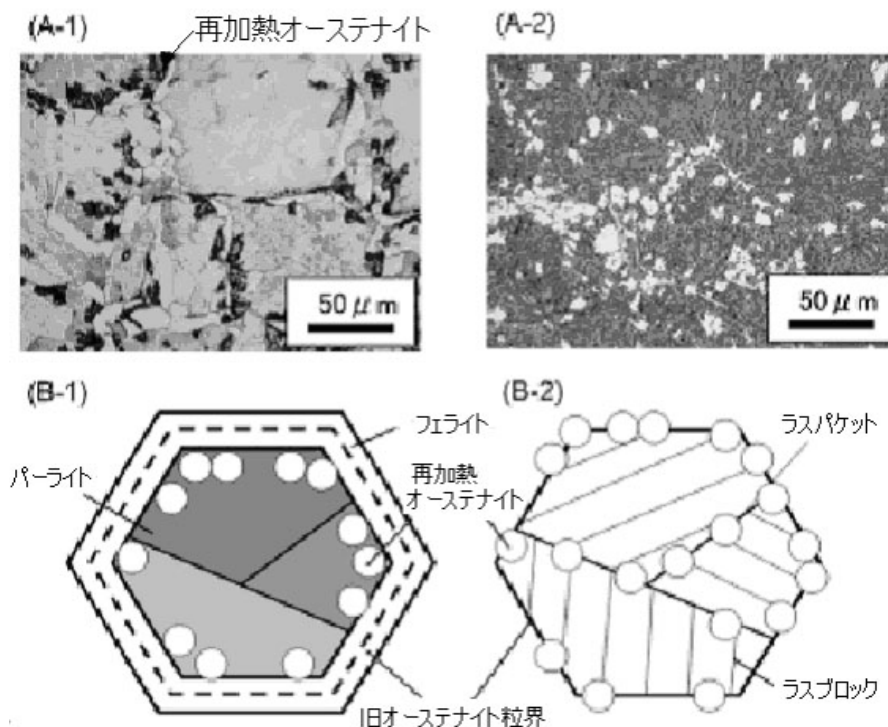 (A-1)
再加熱オーステナイト
(A-2)
50 μm
50 μm
(B-1)
フェライト
(B-2)
ラスパケット
パーライト
再加熱
オーステナイト
ラスブロック
旧オーステナイト粒界